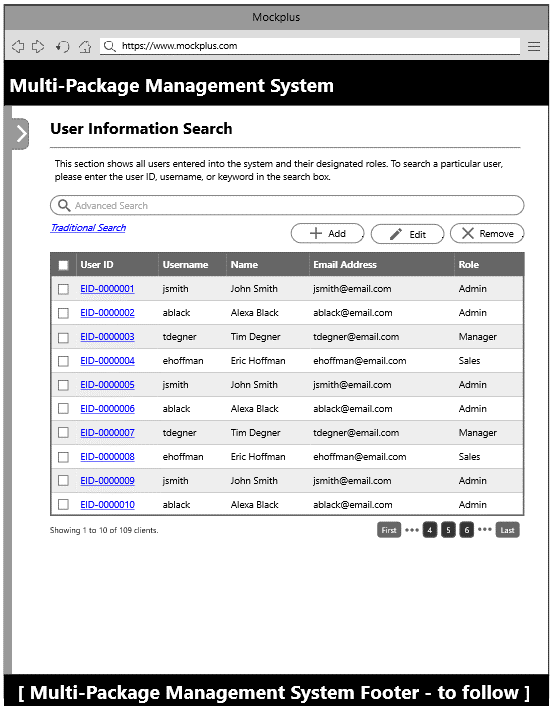 Mockplus
https://www.mockplus.com
Multi-Package Management System
User Information Search
This section shows all users entered into the system and their designated roles. To search a particular user,
please enter the user ID, username, or keyword in the search box.
Advanced Search
Traditional Search
Add Edit Remove
User ID Username Name Email Address Role
EID-0000001 jsmith John Smith jsmith@email.com Admin
EID-0000002 ablack Alexa Black ablack@email.com Admin
EID-0000003 tdegner Tim Degner tdegner@email.com Manager
EID-0000004 ehoffman Eric Hoffman ehoffman@email.com Sales
EID-0000005 jsmith John Smith jsmith@email.com Admin
EID-0000006 ablack Alexa Black ablack@email.com Admin
EID-0000007 tdegner Tim Degner tdegner@email.com Manager
EID-0000008 ehoffman Eric Hoffman ehoffman@email.com Sales
EID-0000009 jsmith John Smith jsmith@email.com Admin
EID-0000010 ablack Alexa Black ablack@email.com Admin
Showing 1 to 10 of 109 clients. First ••• 4 5 6 ••• Last
[ Multi-Package Management System Footer - to follow ]